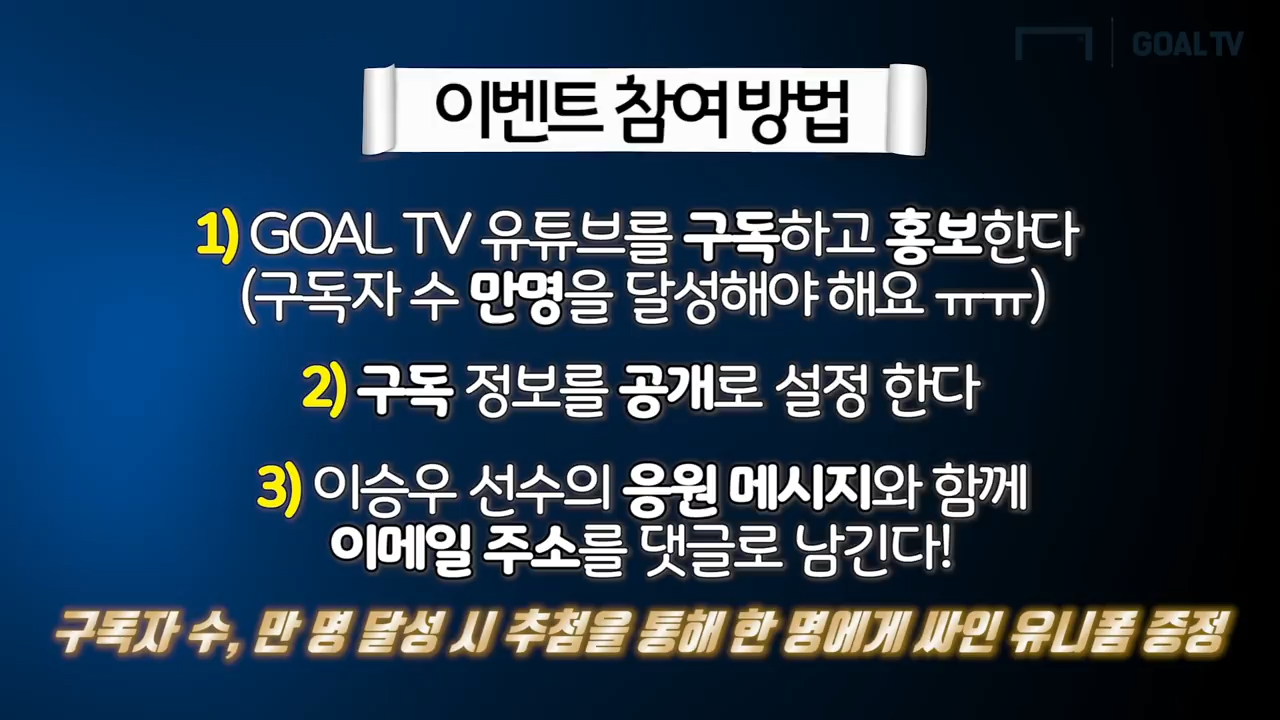 GOAL TV
이벤트 참여 방법
1) GOAL TV 유튜브를 구독하고 홍보한다
(구독자 수 만명을 달성해야 해요 ㅠㅠ)
2) 구독 정보를 공개로 설정 한다
3) 이승우 선수의 응원 메시지와 함께
이메일 주소를 댓글로 남긴다!
구독자 수, 만 명 달성 시 추첨을 통해 한 명에게 싸인 유니폼 증정